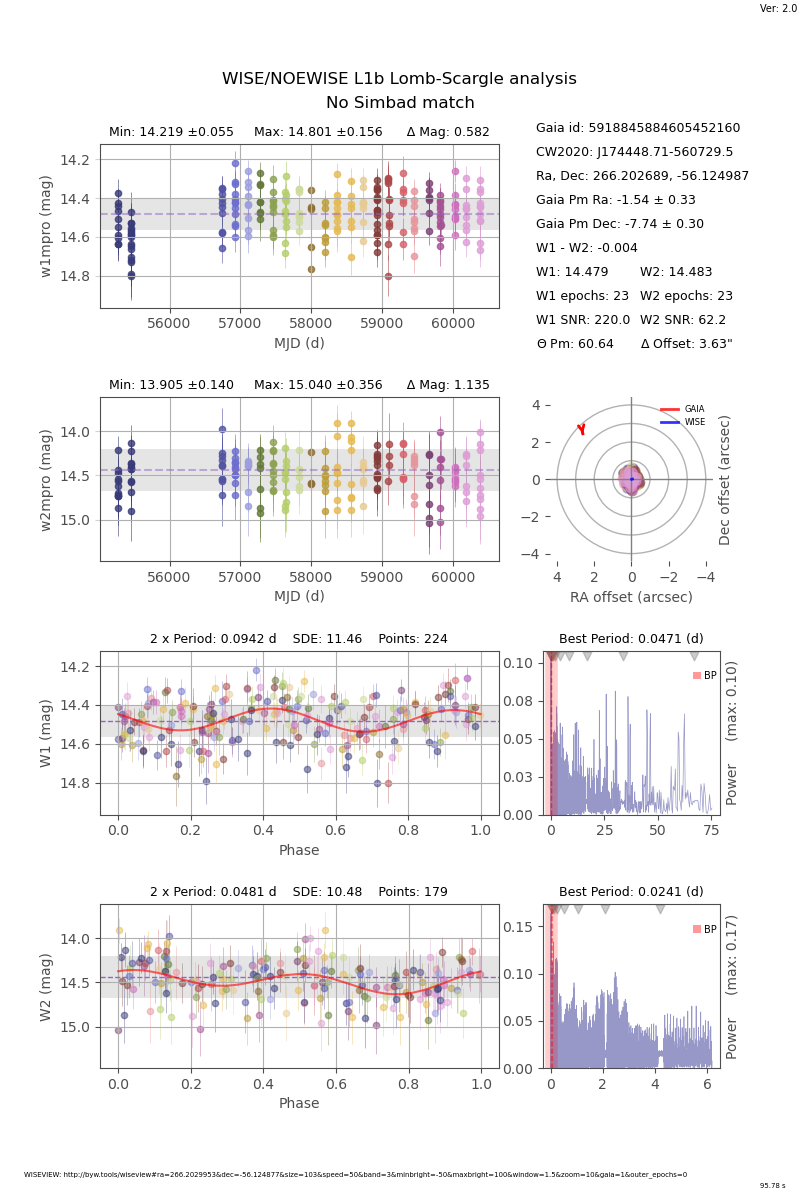 Ver: 2.0
WISE/NOEWISE L1b Lomb-Scargle analysis
No Simbad match
Min: 14.219 ±0.055 Max: 14.801 ±0.156 Δ Mag: 0.582
14.2
14.4
14.6
14.8
w1mpro (mag)
56000 57000 58000 59000 60000
MJD (d)
Gaia id: 5918845884605452160
CW2020: J174448.71-560729.5
Ra, Dec: 266.202689, -56.124987
Gaia Pm Ra: -1.54 ± 0.33
Gaia Pm Dec: -7.74 ± 0.30
W1 - W2: -0.004
W1: 14.479 W2: 14.483
W1 epochs: 23 W2 epochs: 23
W1 SNR: 220.0 W2 SNR: 62.2
Θ Pm: 60.64 Δ Offset: 3.63"
Min: 13.905 ±0.140 Max: 15.040 ±0.356 Δ Mag: 1.135
14.0
14.5
15.0
w2mpro (mag)
56000 57000 58000 59000 60000
MJD (d)
GAIA
WISE
4
2
0
−2
−4
4 2 0 −2 −4
RA offset (arcsec)
Dec offset (arcsec)
2 x Period: 0.0942 d SDE: 11.46 Points: 224
14.2
14.4
14.6
14.8
W1 (mag)
0.0 0.2 0.4 0.6 0.8 1.0
Phase
Best Period: 0.0471 (d)
BP
0.10
0.08
0.05
0.03
0.00
0 25 50 75
Power (max: 0.10)
2 x Period: 0.0481 d SDE: 10.48 Points: 179
14.0
14.5
15.0
W2 (mag)
0.0 0.2 0.4 0.6 0.8 1.0
Phase
Best Period: 0.0241 (d)
BP
0.15
0.10
0.05
0.00
0 2 4 6
Power (max: 0.17)
WISEVIEW: http://byw.tools/wiseview#ra=266.2029953&dec=-56.124877&size=103&speed=50&band=3&minbright=-50&maxbright=100&window=1.5&zoom=10&gaia=1&outer_epochs=0
95.78 s